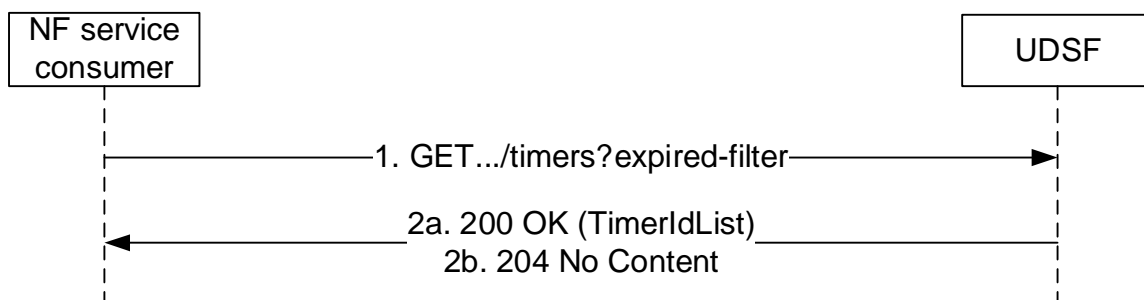 NF service
consumer
UDSF
1. GET.../timers?expired-filter
2a. 200 OK (TimerIdList)
2b. 204 No Content